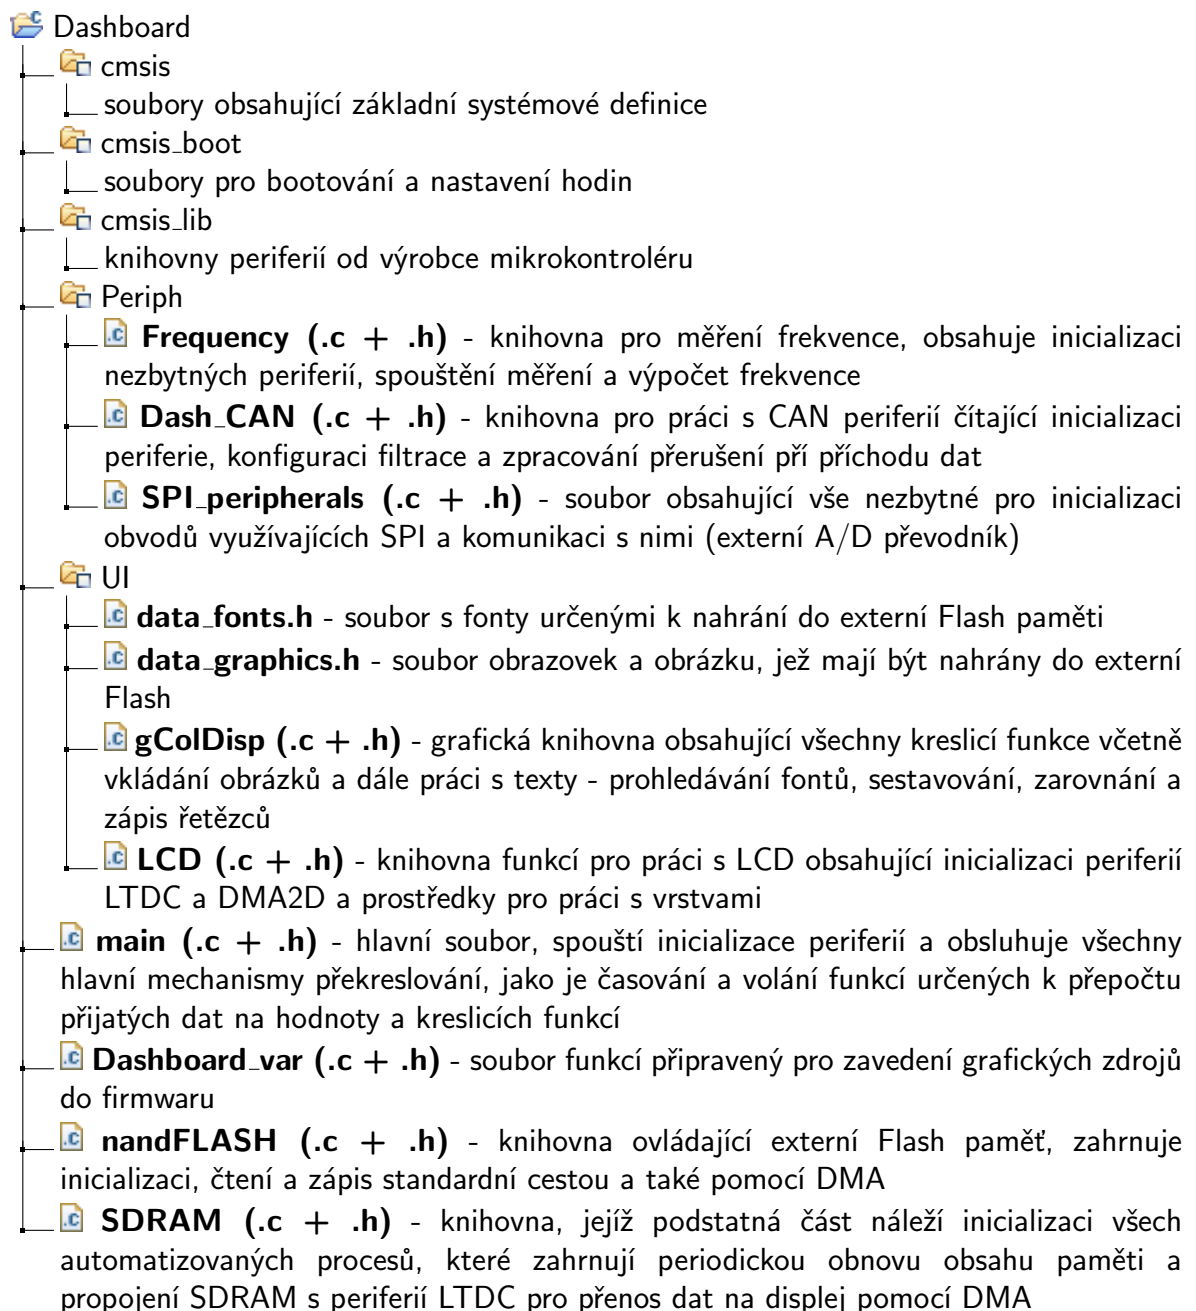 Dashboard
cmsis
soubory obsahující základní systémové definice
cmsis_boot
soubory pro bootování a nastavení hodin
cmsis_lib
knihovny periferií od výrobce mikrokontroléru
Periph
Frequency (.c + .h) - knihovna pro měření frekvence, obsahuje inicializaci
nezbytných periferií, spouštění měření a výpočet frekvence
Dash_CAN (.c + .h) - knihovna pro práci s CAN periferií čítající inicializaci
periferie, konfiguraci filtrace a zpracování přerušení pří příchodu dat
SPI_peripherals (.c + .h) - soubor obsahující vše nezbytné pro inicializaci
obvodů využívajících SPI a komunikaci s nimi (externí A/D převodník)
UI
data_fonts.h - soubor s fonty určenými k nahrání do externí Flash paměti
data_graphics.h - soubor obrazovek a obrázku, jež mají být nahrány do externí
Flash
gColDisp (.c + .h) - grafická knihovna obsahující všechny kreslicí funkce včetně
vkládání obrázků a dále práci s texty - prohledávání fontů, sestavování, zarovnání a
zápis řetězců
LCD (.c + .h) - knihovna funkcí pro práci s LCD obsahující inicializaci periferií
LTDC a DMA2D a prostředky pro práci s vrstvami
main (.c + .h) - hlavní soubor, spouští inicializace periferií a obsluhuje všechny
hlavní mechanismy překreslování, jako je časování a volání funkcí určených k přepočtu
přijatých dat na hodnoty a kreslicích funkcí
Dashboard_var (.c + .h) - soubor funkcí připravený pro zavedení grafických zdrojů
do firmwaru
nandFLASH (.c + .h) - knihovna ovládající externí Flash paměť, zahrnuje
inicializaci, čtení a zápis standardní cestou a také pomocí DMA
SDRAM (.c + .h) - knihovna, jejíž podstatná část náleží inicializaci všech
automatizovaných procesů, které zahrnují periodickou obnovu obsahu paměti a
propojení SDRAM s periferií LTDC pro přenos dat na displej pomocí DMA